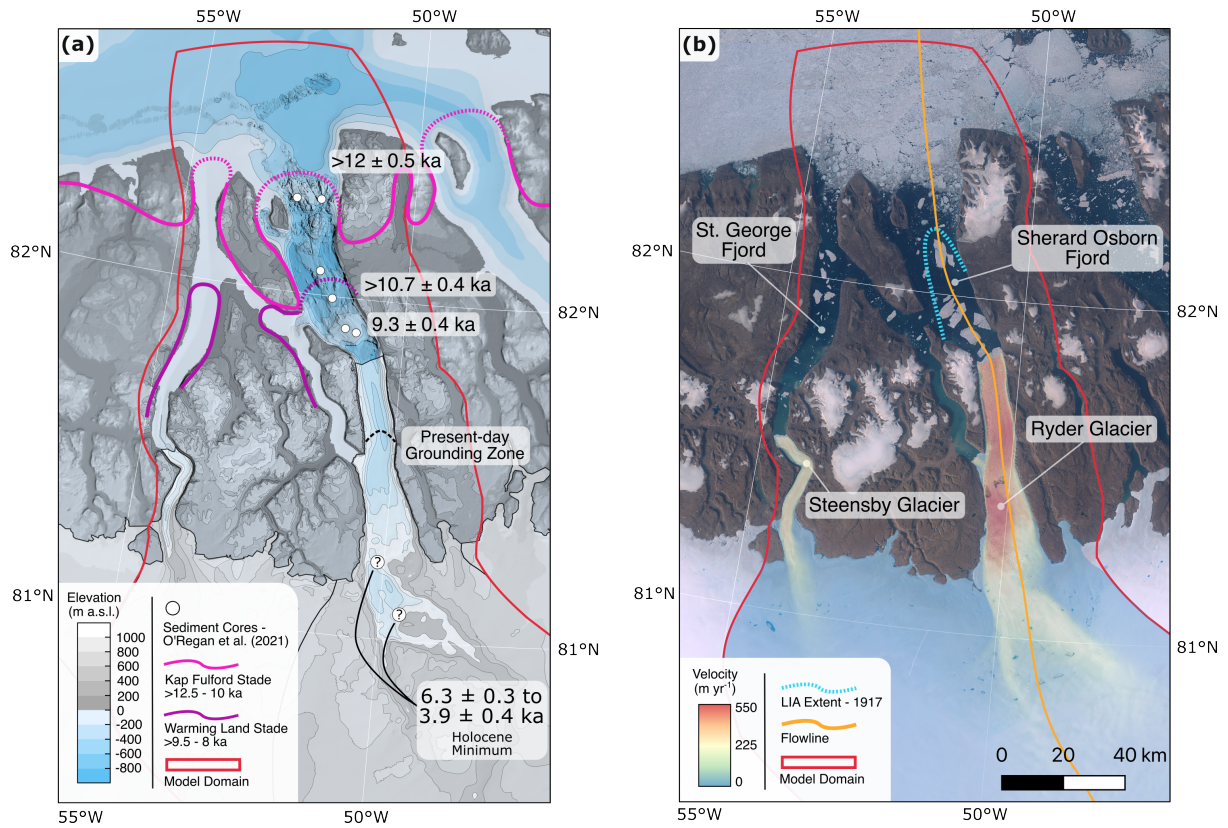 55°W
50°W
(a)
>12 ± 0.5 ka
82°N
>10.7 ± 0.4 ka
9.3 ± 0.4 ka
82°N
Present-day
Grounding Zone
?
?
81°N
81°N
6.3 ± 0.3 to
3.9 ± 0.4 ka
Holocene
Minimum
Elevation
(m a.s.l.)
1000
800
600
400
200
0
-200
-400
-600
-800
Sediment Cores -
O'Regan et al. (2021)
Kap Fulford Stade
>12.5 - 10 ka
Warming Land Stade
>9.5 - 8 ka
Model Domain
55°W
50°W
55°W
50°W
(b)
St. George
Fjord
Sherard Osborn
Fjord
82°N
82°N
Ryder Glacier
Steensby Glacier
81°N
81°N
Velocity
(m yr⁻¹)
550
225
0
LIA Extent - 1917
Flowline
Model Domain
0 20 40 km
55°W
50°W